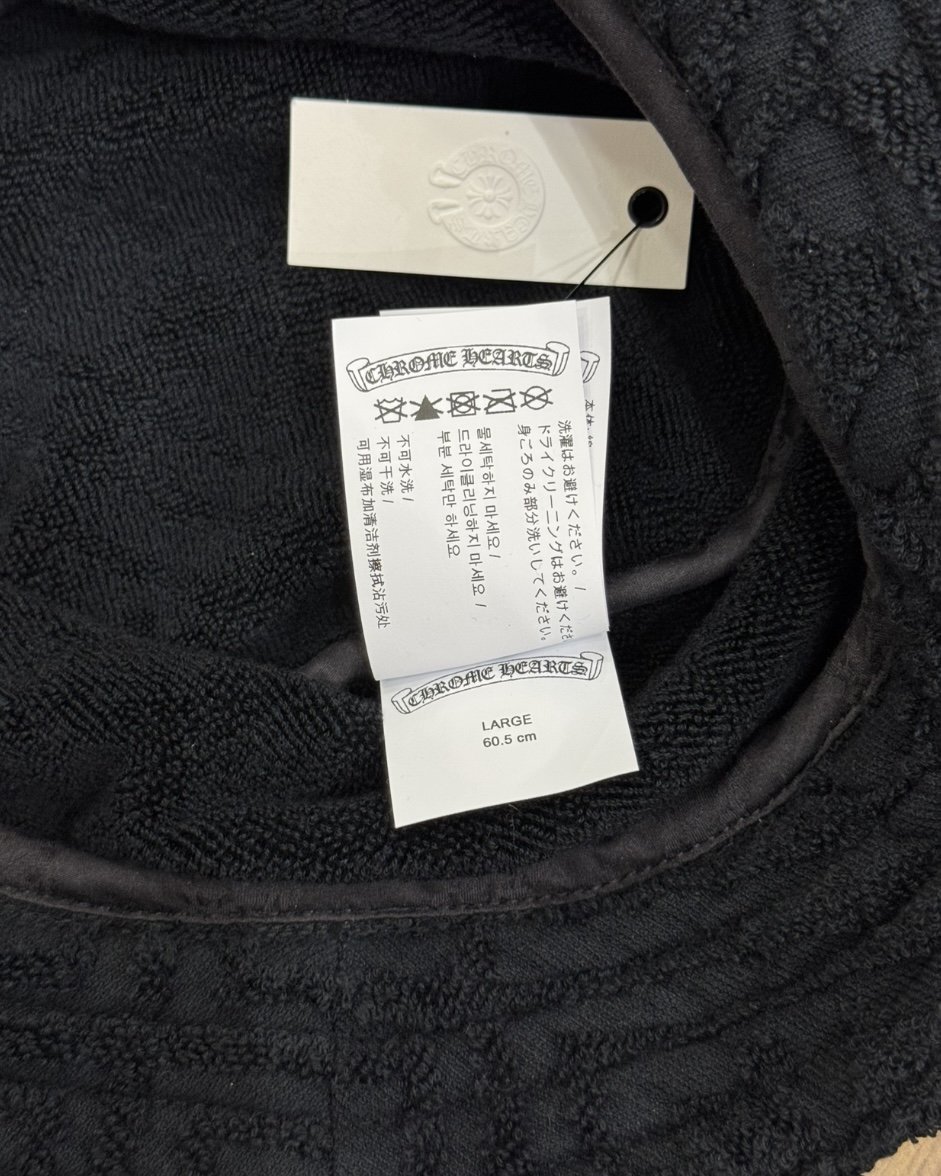 CHROME HEARTS
CHROME HEARTS
洗濯はお避けください。/
ドライクリーニングはお避けくださ
身ごろのみ部分洗いしてください。
물세탁하지 마세요/
드라이클리닝하지 마세요 /
부분 세탁만 하세요
不可水洗/
不可干洗/
可用湿布加清洁剂擦拭沾污处
CHROME HEARTS
LARGE
60.5 cm